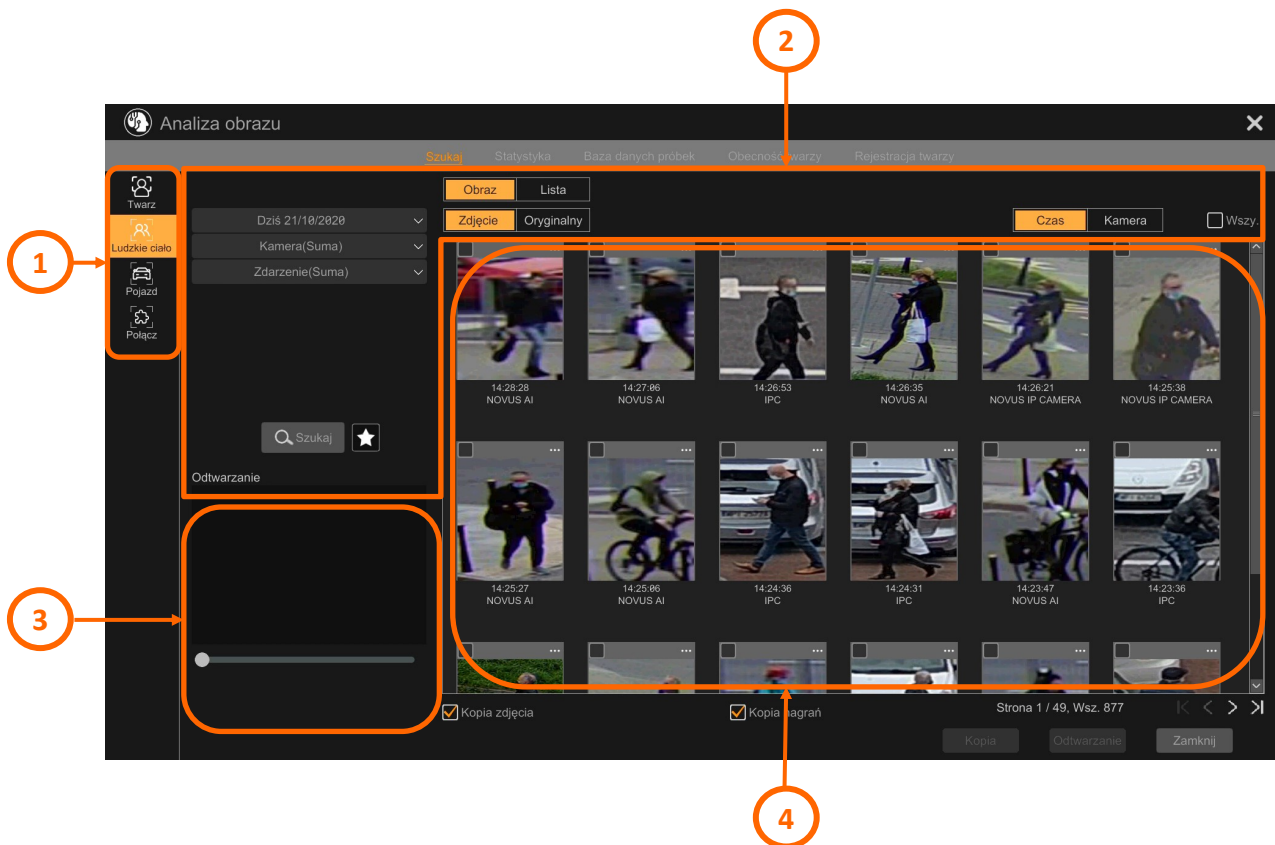 2
Analiza obrazu
Szukaj Statystyka Baza danych próbek Obecność twarzy Rejestracja twarzy
1
Twarz
Ludzkie ciało
Pojazd
Połącz
Dziś 21/10/2020
Kamera(Suma)
Zdarzenie(Suma)
Szukaj
Odtwarzanie
3
Obraz Lista
Zdjęcie Oryginalny
Czas Kamera Wszy.
14:28:28 14:27:06 14:26:53 14:26:35 14:26:21 14:25:38
NOVUS AI NOVUS AI IPC NOVUS AI NOVUS IP CAMERA NOVUS IP CAMERA
14:25:27 14:25:06 14:24:36 14:24:31 14:23:47 14:23:36
NOVUS AI NOVUS AI IPC IPC NOVUS AI IPC
Kopia zdjęcia Kopia nagrań Strona 1 / 49, Wsz. 877
Kopia Odtwarzanie Zamknij
4